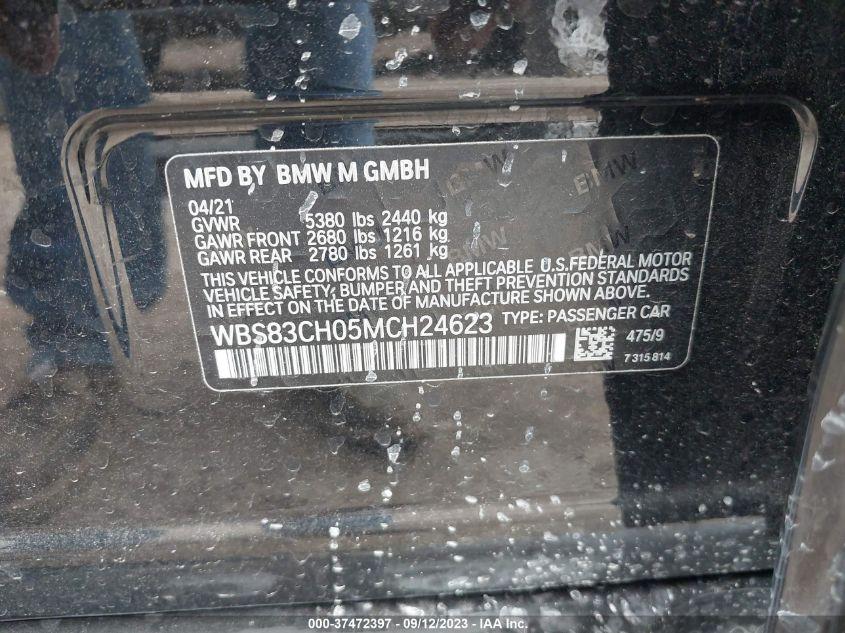 MFD BY BMW M GMBH
04/21
GVWR 5380 lbs 2440 kg
GAWR FRONT 2680 lbs 1216 kg
GAWR REAR 2780 lbs 1261 kg
THIS VEHICLE CONFORMS TO ALL APPLICABLE U.S.FEDERAL MOTOR
VEHICLE SAFETY, BUMPER AND THEFT PREVENTION STANDARDS
IN EFFECT ON THE DATE OF MANUFACTURE SHOWN ABOVE.
WBS83CH05MCH24623 TYPE: PASSENGER CAR
475/9
7 315 814
BMW
BMW
BMW
000-37472397 - 09/12/2023 - IAA Inc.